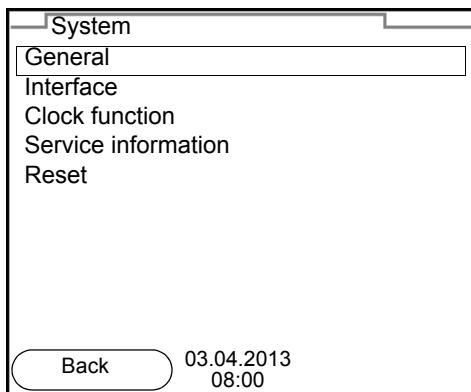 System
General
Interface
Clock function
Service information
Reset
Back
03.04.2013
08:00